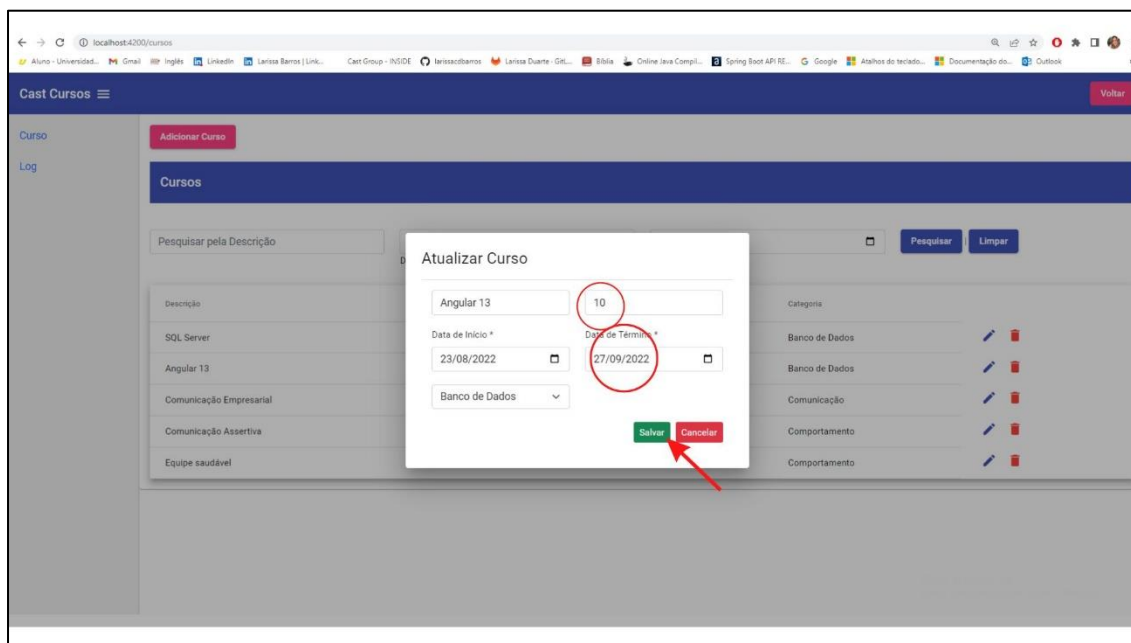 localhost:4200/cursos
Aluno - Universidad... Gmail Inglês LinkedIn Larissa Barros | Link... Cast Group - INSIDE larissacdbarros Larissa Duarte - GitL... Biblia Online Java Compil... Spring Boot API RE... Google Atalhos do teclado... Documentação do... Outlook
Cast Cursos Voltar
Curso Adicionar Curso
Log
Cursos
Pesquisar pela Descrição Pesquisar | Limpar
D
Atualizar Curso
Angular 13 10
Data de Início * Data de Término *
23/08/2022 27/09/2022
Banco de Dados
Salvar Cancelar
Descrição Categoria
SQL Server Banco de Dados
Angular 13 Banco de Dados
Comunicação Empresarial Comunicação
Comunicação Assertiva Comportamento
Equipe saudável Comportamento